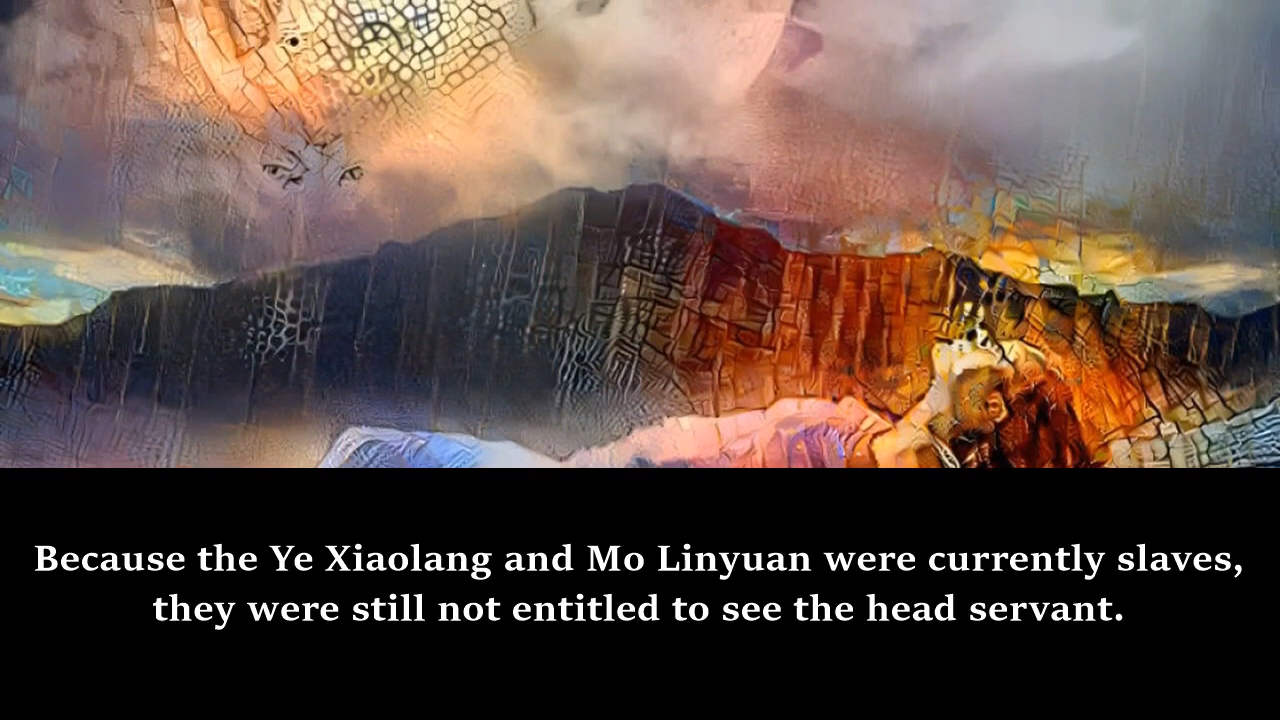 Because the Ye Xiaolang and Mo Linyuan were currently slaves,
they were still not entitled to see the head servant.